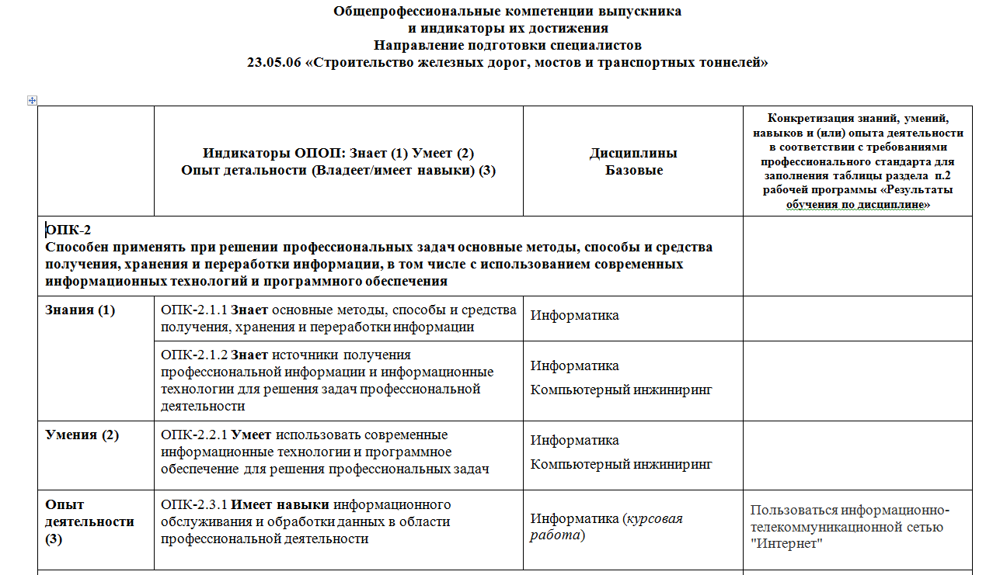 Общепрофессиональные компетенции выпускника
и индикаторы их достижения
Направление подготовки специалистов
23.05.06 «Строительство железных дорог, мостов и транспортных тоннелей»
Индикаторы ОПОП: Знает (1) Умеет (2)
Опыт детальности (Владеет/имеет навыки) (3)
Дисциплины
Базовые
Конкретизация знаний, умений,
навыков и (или) опыта деятельности
в соответствии с требованиями
профессионального стандарта для
заполнения таблицы раздела п.2
рабочей программы «Результаты
обучения по дисциплине»
ОПК-2
Способен применять при решении профессиональных задач основные методы, способы и средства
получения, хранения и переработки информации, в том числе с использованием современных
информационных технологий и программного обеспечения
Знания (1)
ОПК-2.1.1 Знает основные методы, способы и средства
получения, хранения и переработки информации
Информатика
ОПК-2.1.2 Знает источники получения
профессиональной информации и информационные
технологии для решения задач профессиональной
деятельности
Информатика
Компьютерный инжиниринг
Умения (2)
ОПК-2.2.1 Умеет использовать современные
информационные технологии и программное
обеспечение для решения профессиональных задач
Информатика
Компьютерный инжиниринг
Опыт
деятельности
(3)
ОПК-2.3.1 Имеет навыки информационного
обслуживания и обработки данных в области
профессиональной деятельности
Информатика (курсовая
работа)
Пользоваться информационно-
телекоммуникационной сетью
"Интернет"